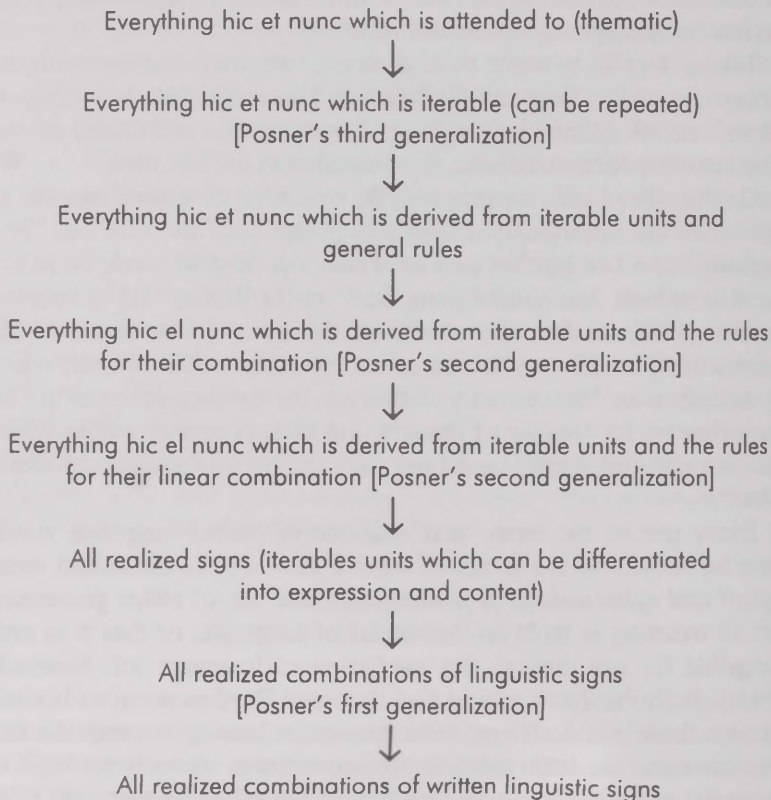 Everything hic et nunc which is attended to (thematic)
Everything hic et nunc which is iterable (can be repeated)
[Posner's third generalization]
Everything hic et nunc which is derived from iterable units and
general rules
Everything hic el nunc which is derived from iterable units and the rules
for their combination [Posner's second generalization]
Everything hic el nunc which is derived from iterable units and the rules
for their linear combination [Posner's second generalization]
All realized signs (iterables units which can be differentiated
into expression and content)
All realized combinations of linguistic signs
[Posner's first generalization]
All realized combinations of written linguistic signs